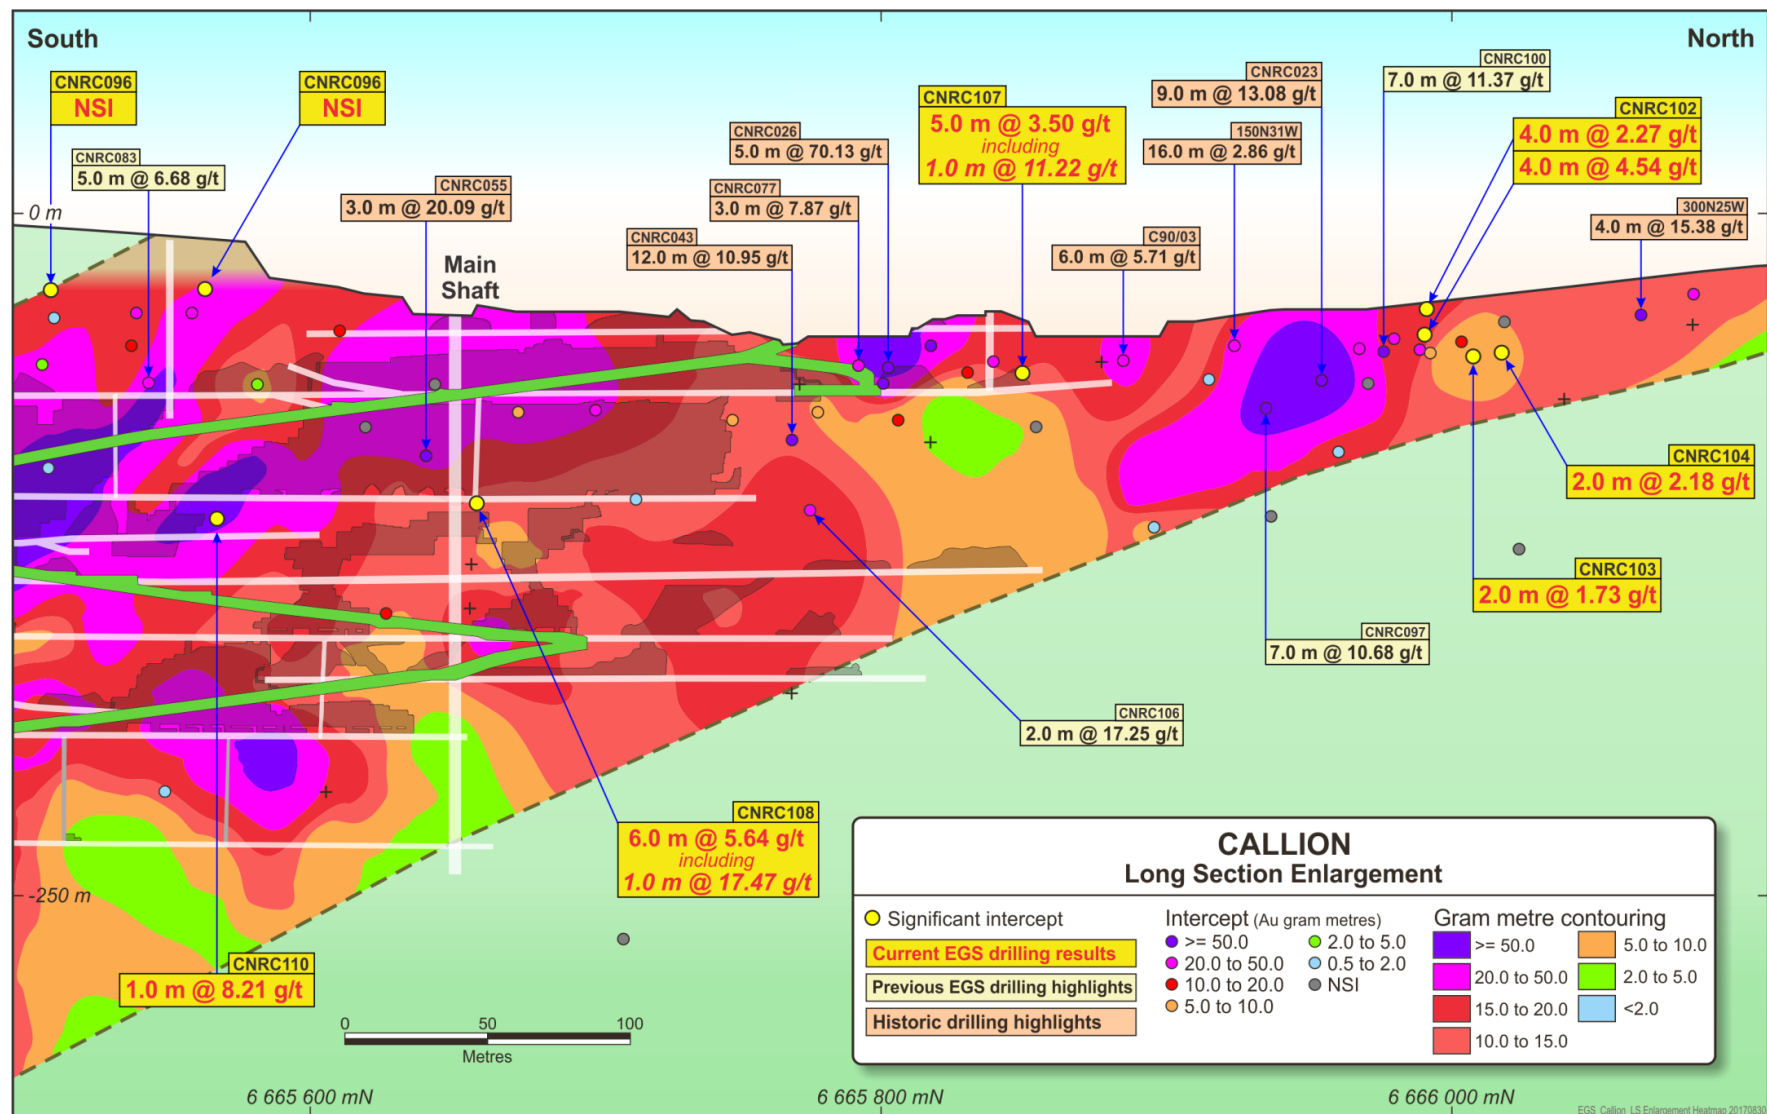 South
North
CNRC096
NSI
CNRC096
NSI
CNRC083
5.0 m @ 6.68 g/t
CNRC055
3.0 m @ 20.09 g/t
Main
Shaft
CNRC043
12.0 m @ 10.95 g/t
CNRC077
3.0 m @ 7.87 g/t
CNRC026
5.0 m @ 70.13 g/t
CNRC107
5.0 m @ 3.50 g/t
including
1.0 m @ 11.22 g/t
C90/03
6.0 m @ 5.71 g/t
150N31W
16.0 m @ 2.86 g/t
CNRC023
9.0 m @ 13.08 g/t
CNRC100
7.0 m @ 11.37 g/t
CNRC102
4.0 m @ 2.27 g/t
4.0 m @ 4.54 g/t
300N25W
4.0 m @ 15.38 g/t
0 m
CNRC104
2.0 m @ 2.18 g/t
CNRC103
2.0 m @ 1.73 g/t
CNRC097
7.0 m @ 10.68 g/t
CNRC106
2.0 m @ 17.25 g/t
CNRC108
6.0 m @ 5.64 g/t
including
1.0 m @ 17.47 g/t
-250 m
CNRC110
1.0 m @ 8.21 g/t
0 50 100
Metres
CALLION
Long Section Enlargement
Significant intercept
Current EGS drilling results
Previous EGS drilling highlights
Historic drilling highlights
Intercept (Au gram metres)
>= 50.0
20.0 to 50.0
10.0 to 20.0
5.0 to 10.0
2.0 to 5.0
0.5 to 2.0
NSI
Gram metre contouring
>= 50.0
20.0 to 50.0
15.0 to 20.0
10.0 to 15.0
5.0 to 10.0
2.0 to 5.0
<2.0
6 665 600 mN
6 665 800 mN
6 666 000 mN
EGS_Callion_LS Enlargement Heatmap 20170830